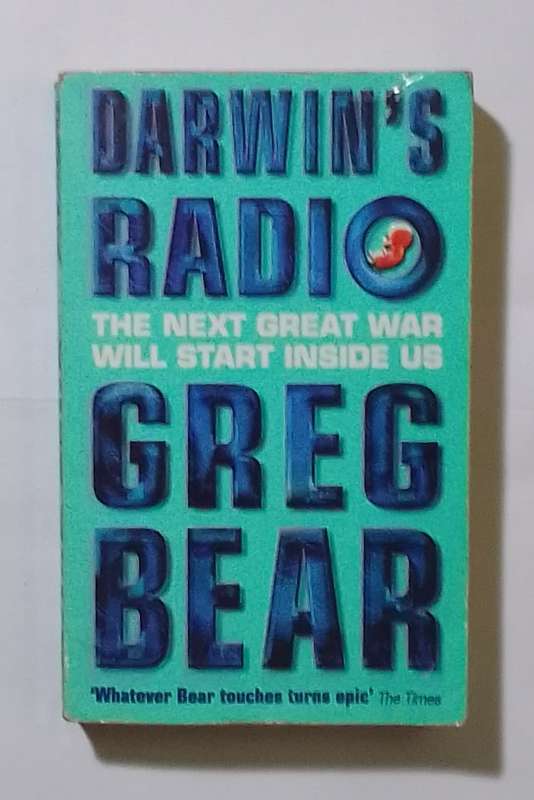 DARWIN'S
RADIO
THE NEXT GREAT WAR
WILL START INSIDE US
GREG
BEAR
'Whatever Bear touches turns epic' The Times